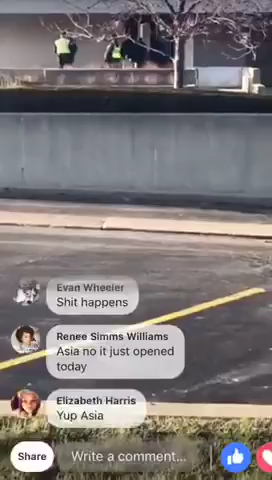 Evan Wheeler
Shit happens
Renee Simms Williams
Asia no it just opened
today
Elizabeth Harris
Yup Asia
Share
Write a comment...